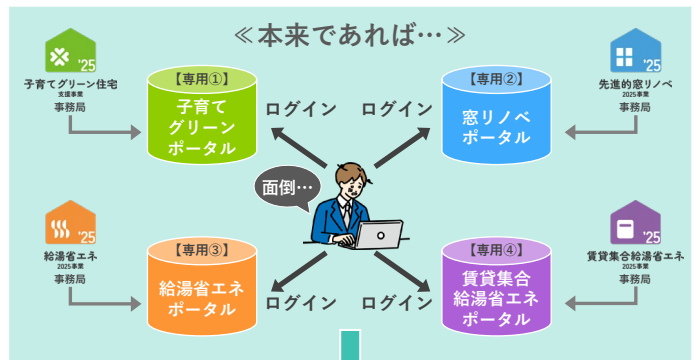 ≪本来であれば…≫
'25
子育てグリーン住宅
支援事業
事務局
【専用①】
子育て
グリーン
ポータル
ログイン
ログイン
【専用②】
窓リノベ
ポータル
'25
先進的窓リノベ
2025事業
事務局
面倒…
'25
給湯省エネ
2025事業
事務局
【専用③】
給湯省エネ
ポータル
ログイン
ログイン
【専用④】
賃貸集合
給湯省エネ
ポータル
'25
賃貸集合給湯省エネ
2025事業
事務局